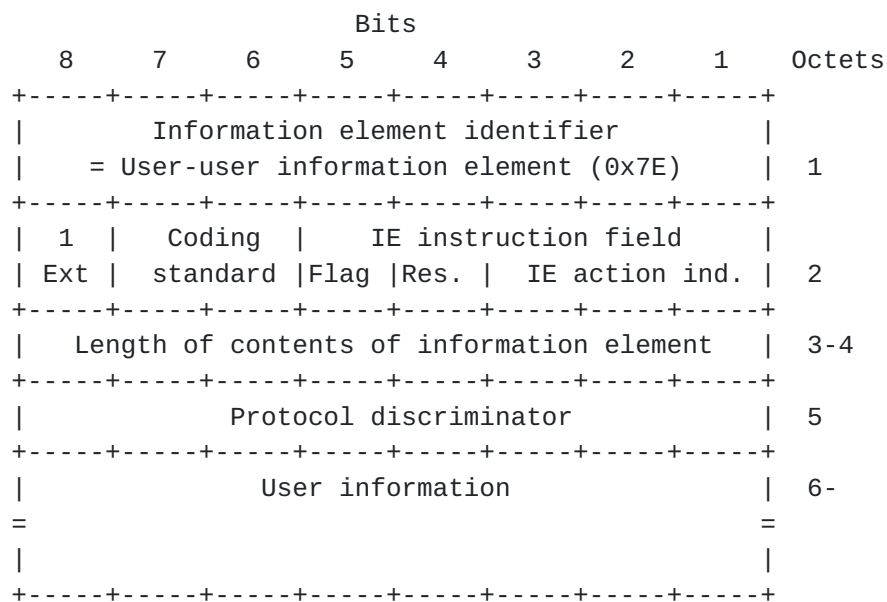 Bits
8 7 6 5 4 3 2 1 Octets
+-----+-----+-----+-----+-----+-----+-----+-----+
| Information element identifier |
| = User-user information element (0x7E) | 1
+-----+-----+-----+-----+-----+-----+-----+-----+
| 1 | Coding | IE instruction field |
| Ext | standard |Flag |Res. | IE action ind. | 2
+-----+-----+-----+-----+-----+-----+-----+-----+
| Length of contents of information element | 3-4
+-----+-----+-----+-----+-----+-----+-----+-----+
| Protocol discriminator | 5
+-----+-----+-----+-----+-----+-----+-----+-----+
| User information | 6-
= =
| |
+-----+-----+-----+-----+-----+-----+-----+-----+